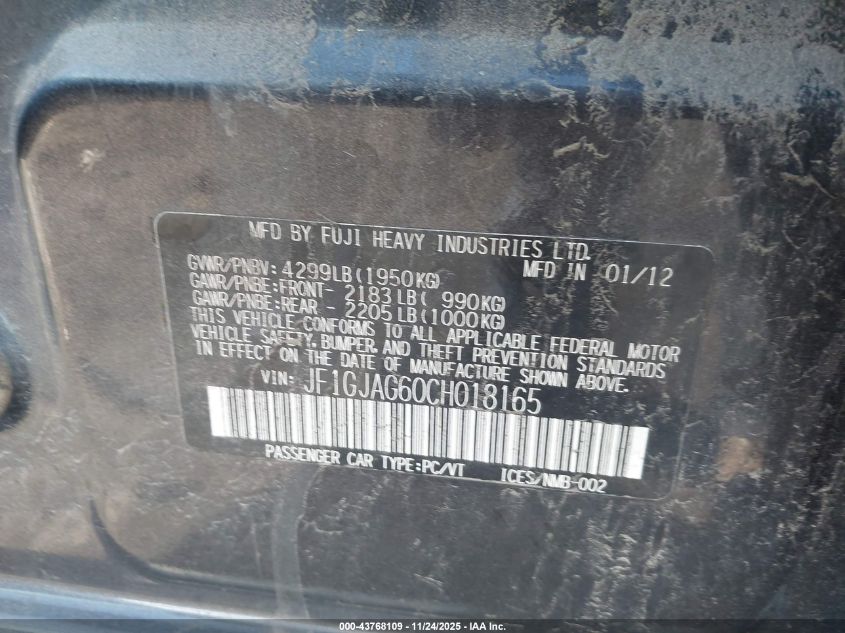 MFD BY FUJI HEAVY INDUSTRIES LTD.
GVWR/PNBV: 4299LB(1950KG) MFD IN 01/12
GAWR/PNBE:FRONT- 2183LB( 990KG)
GAWR/PNBE:REAR - 2205LB(1000KG)
THIS VEHICLE CONFORMS TO ALL APPLICABLE FEDERAL MOTOR
VEHICLE SAFETY, BUMPER, AND THEFT PREVENTION STANDARDS
IN EFFECT ON THE DATE OF MANUFACTURE SHOWN ABOVE.
VIN: JF1GJAG60CH018165
PASSENGER CAR TYPE:PC/VT ICES/NMB-002
000-43768109 - 11/24/2025 - IAA Inc.